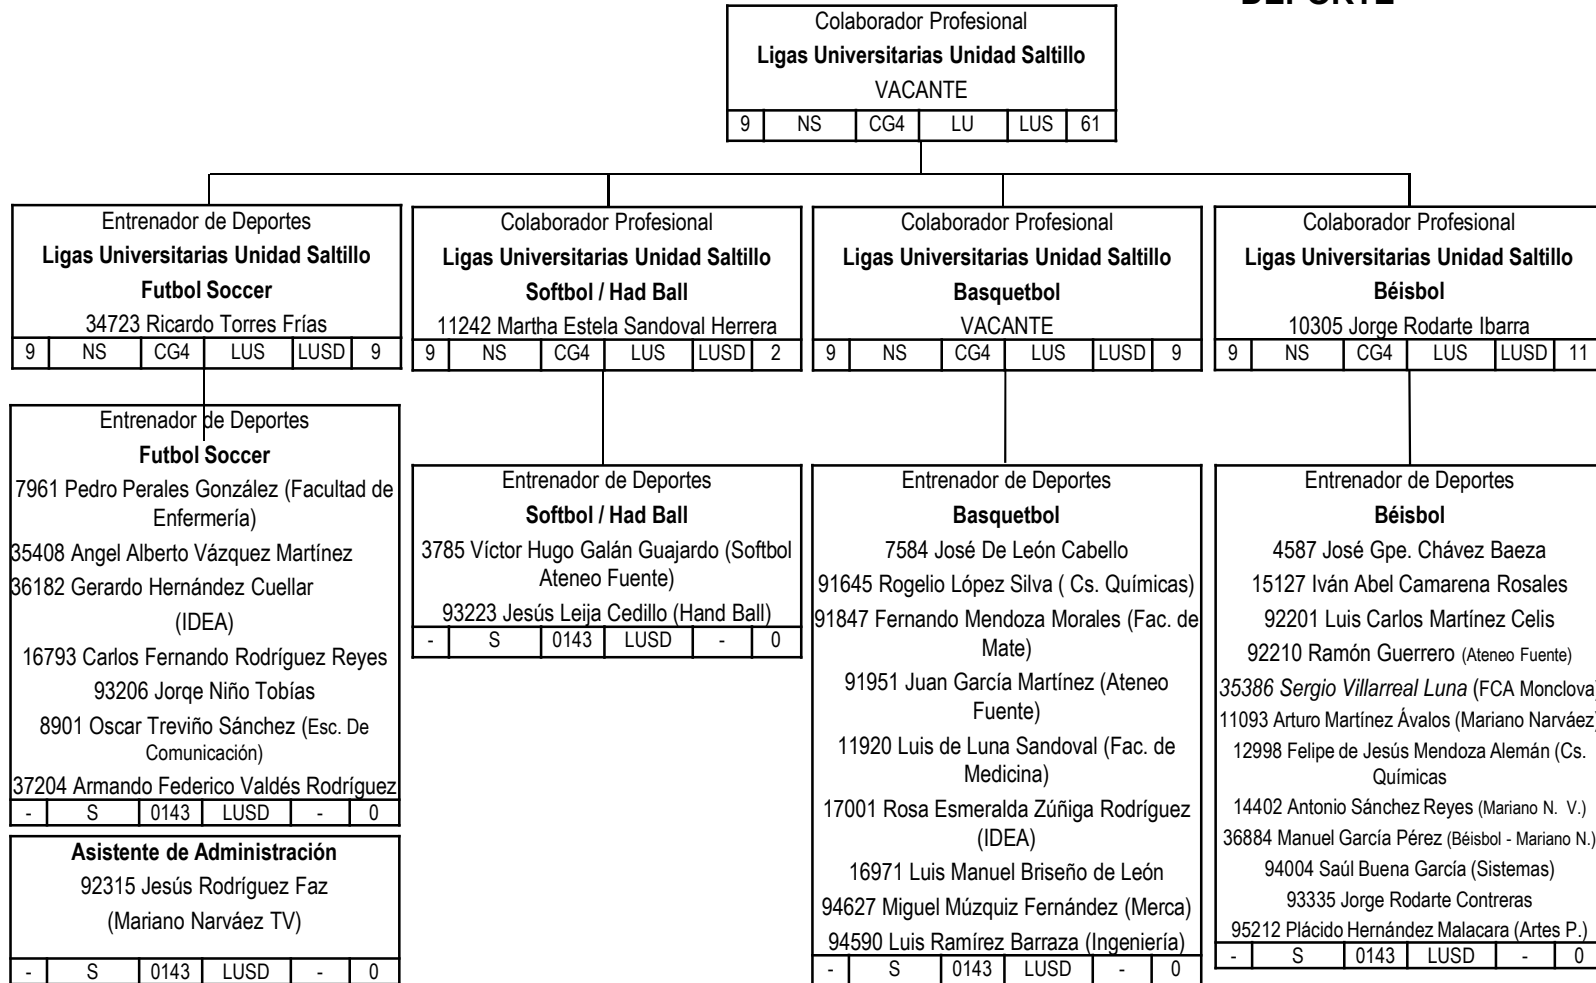 DEPORTE
Colaborador Profesional
Ligas Universitarias Unidad Saltillo
VACANTE
9 NS CG4 LU LUS 61
Entrenador de Deportes
Ligas Universitarias Unidad Saltillo
Futbol Soccer
34723 Ricardo Torres Frías
9 NS CG4 LUS LUSD 9
Colaborador Profesional
Ligas Universitarias Unidad Saltillo
Softbol / Had Ball
11242 Martha Estela Sandoval Herrera
9 NS CG4 LUS LUSD 2
Colaborador Profesional
Ligas Universitarias Unidad Saltillo
Basquetbol
VACANTE
9 NS CG4 LUS LUSD 9
Colaborador Profesional
Ligas Universitarias Unidad Saltillo
Béisbol
10305 Jorge Rodarte Ibarra
9 NS CG4 LUS LUSD 11
Entrenador de Deportes
Futbol Soccer
7961 Pedro Perales González (Facultad de
Enfermería)
35408 Angel Alberto Vázquez Martínez
36182 Gerardo Hernández Cuellar
(IDEA)
16793 Carlos Fernando Rodríguez Reyes
93206 Jorqe Niño Tobías
8901 Oscar Treviño Sánchez (Esc. De
Comunicación)
37204 Armando Federico Valdés Rodríguez
- S 0143 LUSD - 0
Asistente de Administración
92315 Jesús Rodríguez Faz
(Mariano Narváez TV)
- S 0143 LUSD - 0
Entrenador de Deportes
Softbol / Had Ball
3785 Víctor Hugo Galán Guajardo (Softbol
Ateneo Fuente)
93223 Jesús Leija Cedillo (Hand Ball)
- S 0143 LUSD - 0
Entrenador de Deportes
Basquetbol
7584 José De León Cabello
91645 Rogelio López Silva ( Cs. Químicas)
91847 Fernando Mendoza Morales (Fac. de
Mate)
91951 Juan García Martínez (Ateneo
Fuente)
11920 Luis de Luna Sandoval (Fac. de
Medicina)
17001 Rosa Esmeralda Zúñiga Rodríguez
(IDEA)
16971 Luis Manuel Briseño de León
94627 Miguel Múzquiz Fernández (Merca)
94590 Luis Ramírez Barraza (Ingeniería)
- S 0143 LUSD - 0
Entrenador de Deportes
Béisbol
4587 José Gpe. Chávez Baeza
15127 Iván Abel Camarena Rosales
92201 Luis Carlos Martínez Celis
92210 Ramón Guerrero (Ateneo Fuente)
35386 Sergio Villarreal Luna (FCA Monclova)
11093 Arturo Martínez Ávalos (Mariano Narváez)
12998 Felipe de Jesús Mendoza Alemán (Cs.
Químicas
14402 Antonio Sánchez Reyes (Mariano N. V.)
36884 Manuel García Pérez (Béisbol - Mariano N.)
94004 Saúl Buena García (Sistemas)
93335 Jorge Rodarte Contreras
95212 Plácido Hernández Malacara (Artes P.)
- S 0143 LUSD - 0